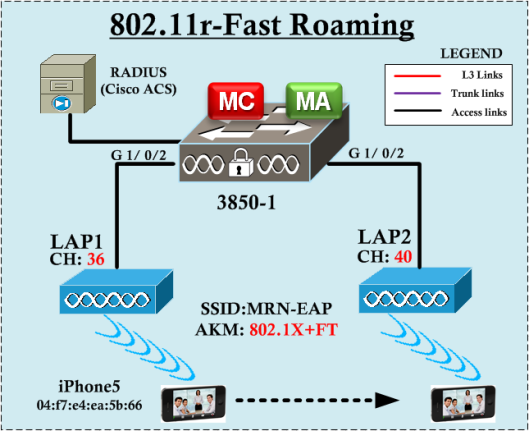 802.11r-Fast Roaming
LEGEND
L3 Links
Trunk links
Access links
RADIUS
(Cisco ACS)
MC
MA
G 1/ 0/2
G 1/ 0/2
3850-1
LAP1
CH: 36
LAP2
CH: 40
SSID:MRN-EAP
AKM: 802.1X+FT
iPhone5
04:f7:e4:ea:5b:66